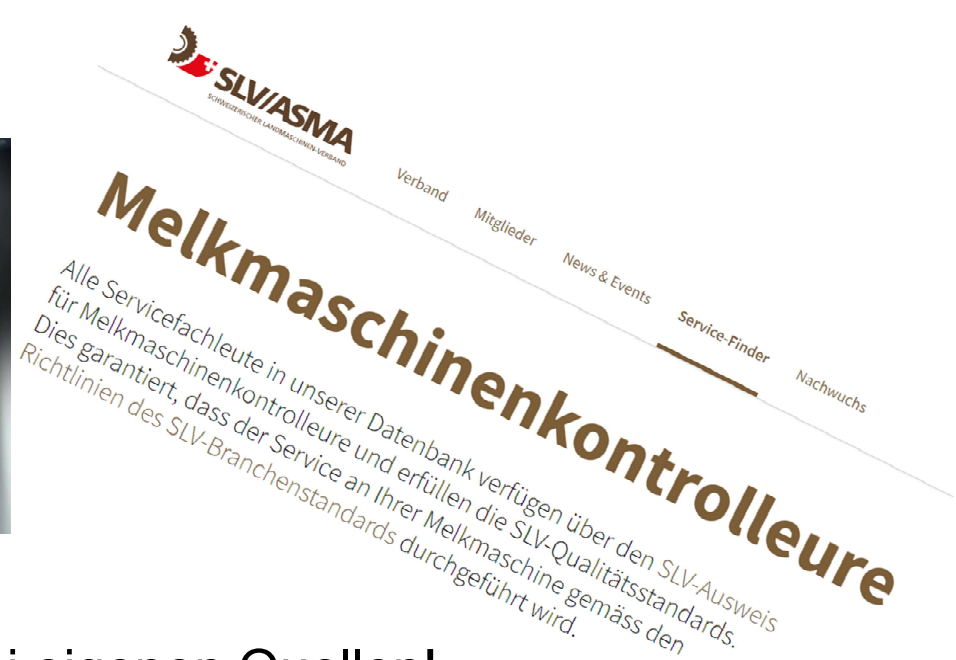 SLV/ASMA
SCHWEIZERISCHER LANDMASCHINEN-VERBAND
Verband
Mitglieder
News & Events
Service-Finder
Nachwuchs
Melkmaschinenkontrolleure
Alle Servicefachleute in unserer Datenbank verfügen über den SLV-Ausweis
für Melkmaschinenkontrolleure und erfüllen die SLV-Qualitätsstandards.
Dies garantiert, dass der Service an Ihrer Melkmaschine gemäss den
Richtlinien des SLV-Branchenstandards durchgeführt wird.
eigenen Quellen!